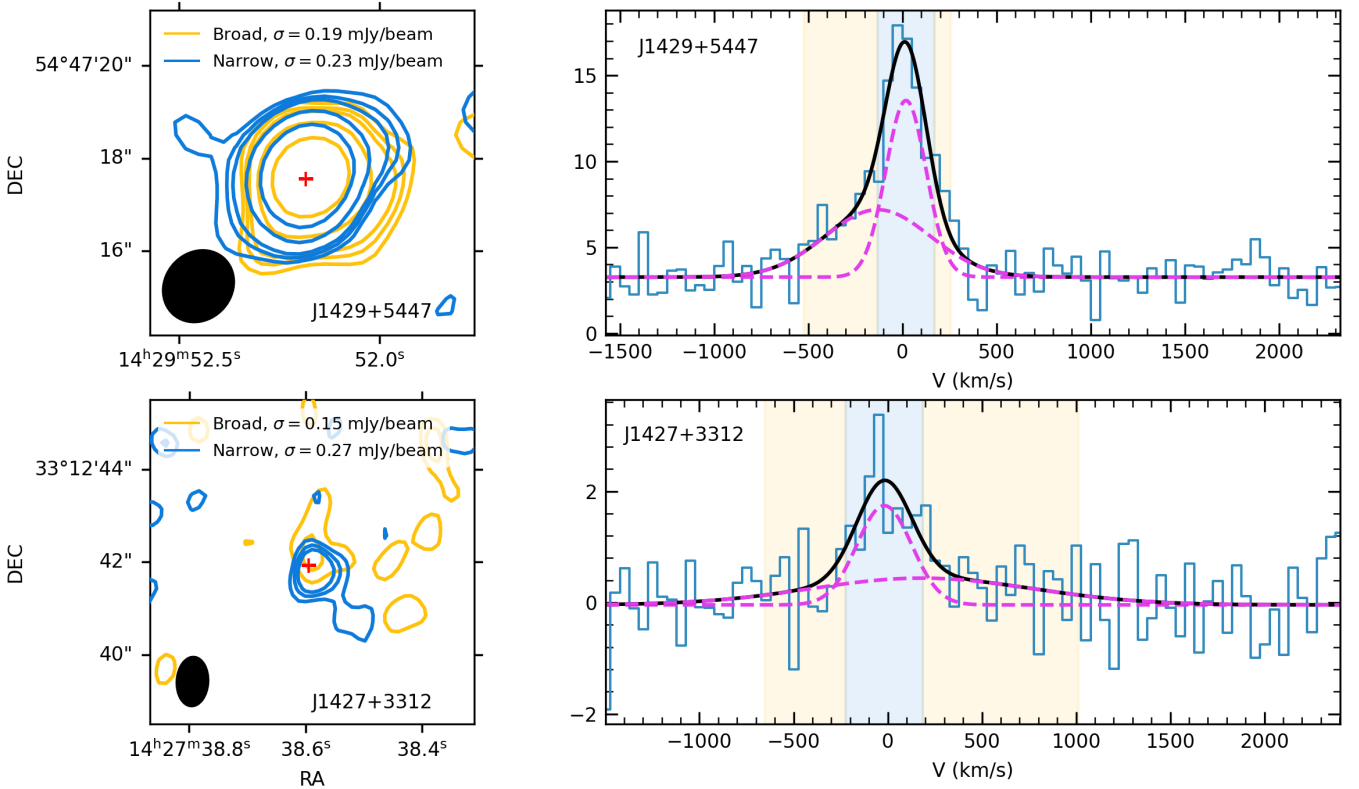 Broad, σ = 0.19 mJy/beam
Narrow, σ = 0.23 mJy/beam
54°47'20"
18"
16"
DEC
J1429+5447
14ʰ29ᵐ52.5ˢ
52.0ˢ
J1429+5447
15
10
5
0
−1500
−1000
−500
0
500
1000
1500
2000
V (km/s)
Broad, σ = 0.15 mJy/beam
Narrow, σ = 0.27 mJy/beam
33°12'44"
42"
40"
DEC
J1427+3312
14ʰ27ᵐ38.8ˢ
38.6ˢ
38.4ˢ
RA
J1427+3312
2
0
−2
−1000
−500
0
500
1000
1500
2000
V (km/s)